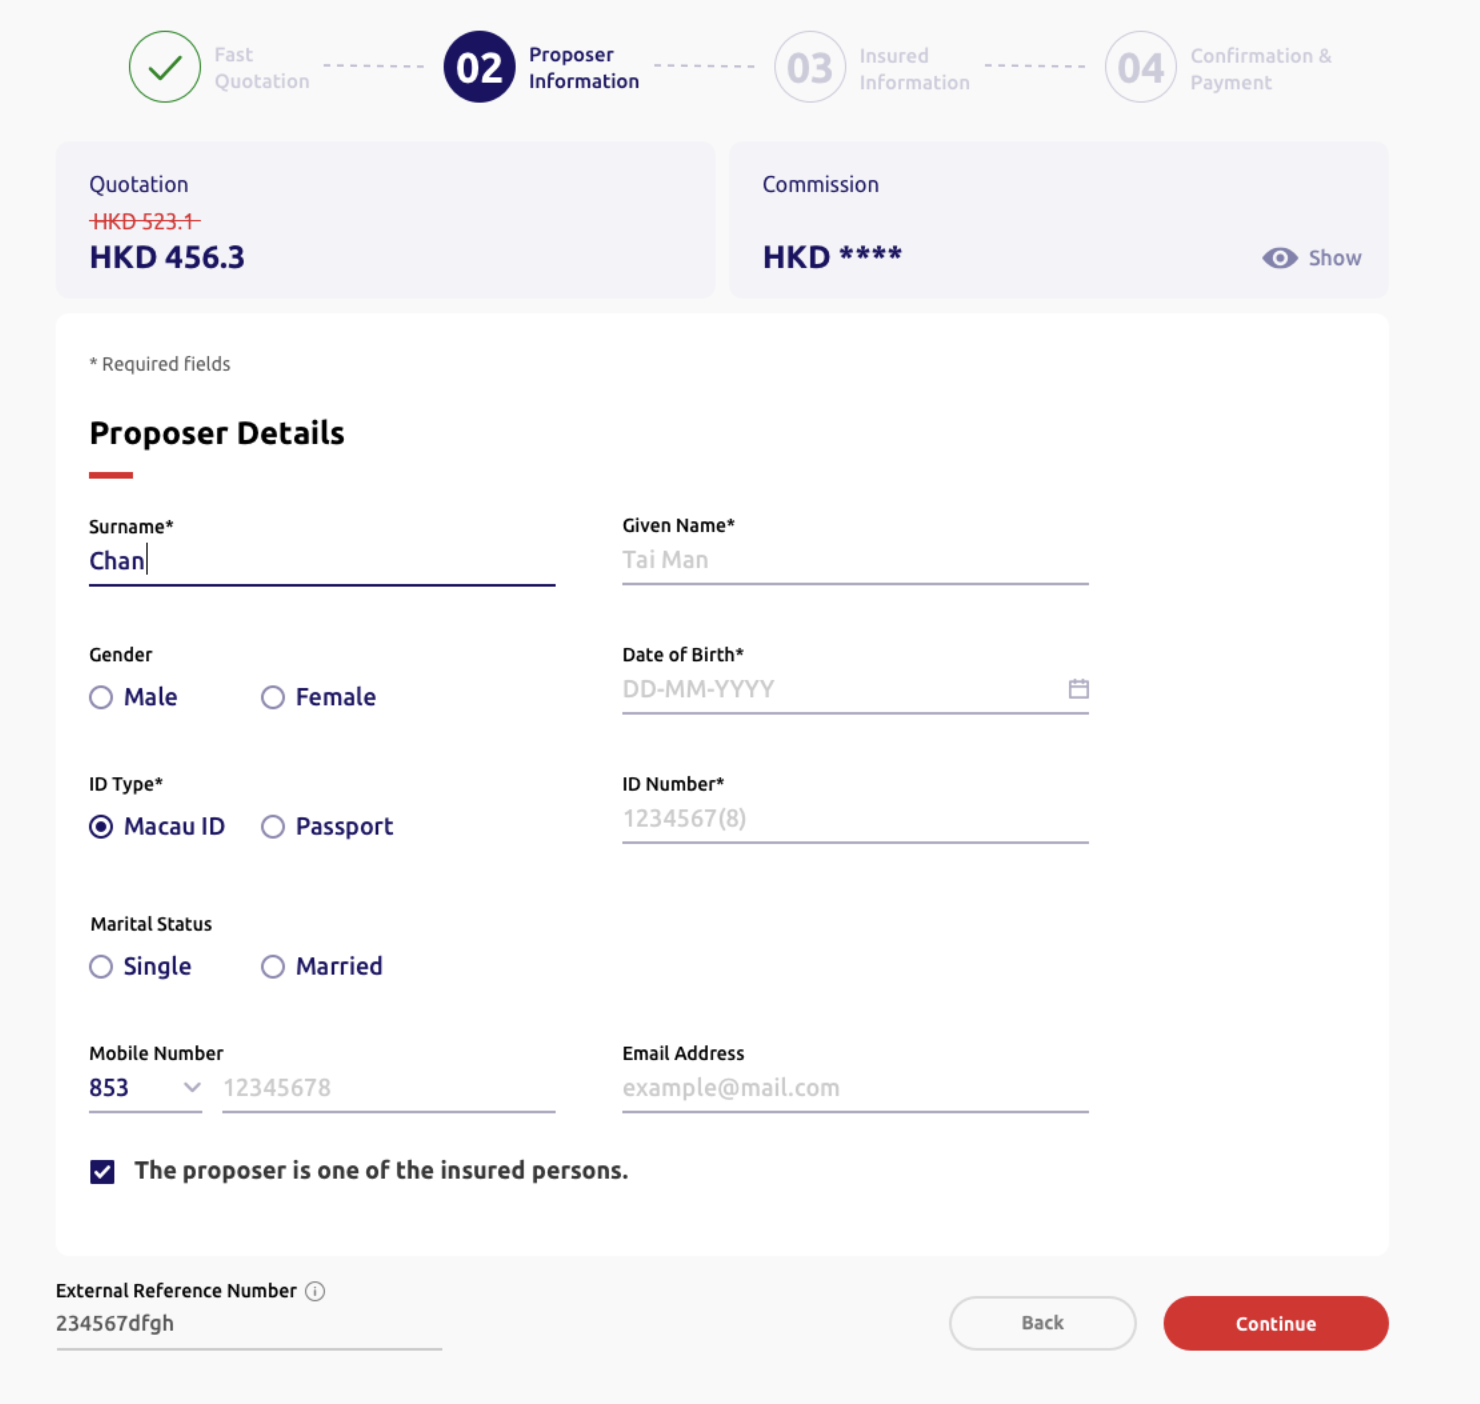 Fast
Quotation
02
Proposer
Information
03
Insured
Information
04
Confirmation &
Payment
Quotation
HKD 523.1
HKD 456.3
Commission
HKD ****
Show
* Required fields
Proposer Details
Surname*
Chan
Given Name*
Tai Man
Gender
Male
Female
Date of Birth*
DD-MM-YYYY
ID Type*
Macau ID
Passport
ID Number*
1234567(8)
Marital Status
Single
Married
Mobile Number
853
12345678
Email Address
example@mail.com
The proposer is one of the insured persons.
External Reference Number
234567dfgh
Back
Continue